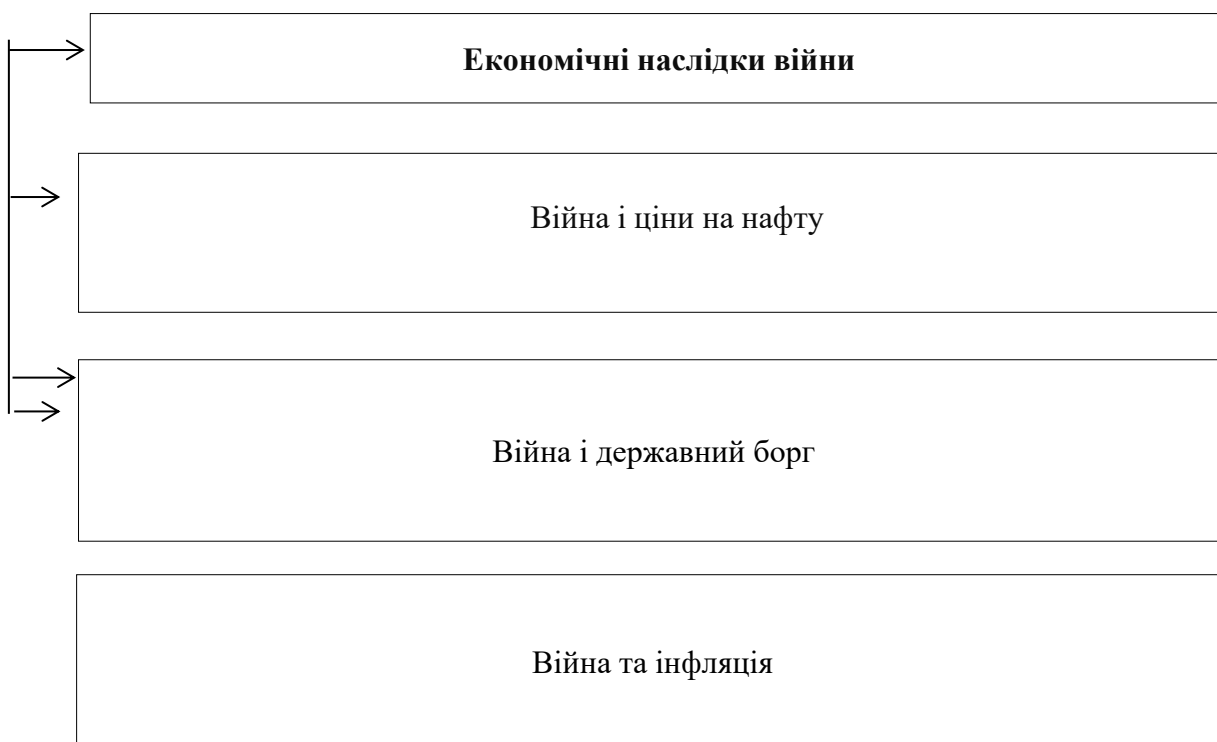 Економічні наслідки війни
Війна і ціни на нафту
Війна і державний борг
Війна та інфляція